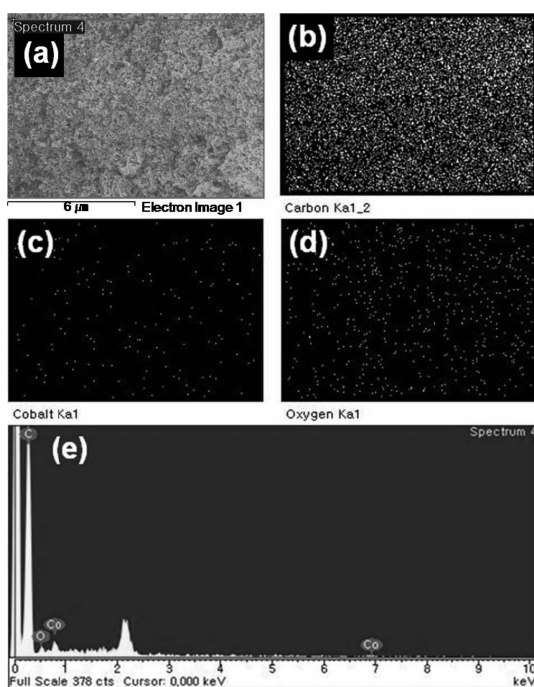 Spectrum 4
(a)
(b)
6 μm Electron Image 1
Carbon Ka1_2
(c)
(d)
Cobalt Ka1
Oxygen Ka1
(e)
Spectrum 4
C
O
Co
Co
0 1 2 3 4 5 6 7 8 9 10
Full Scale 378 cts Cursor: 0,000 keV keV